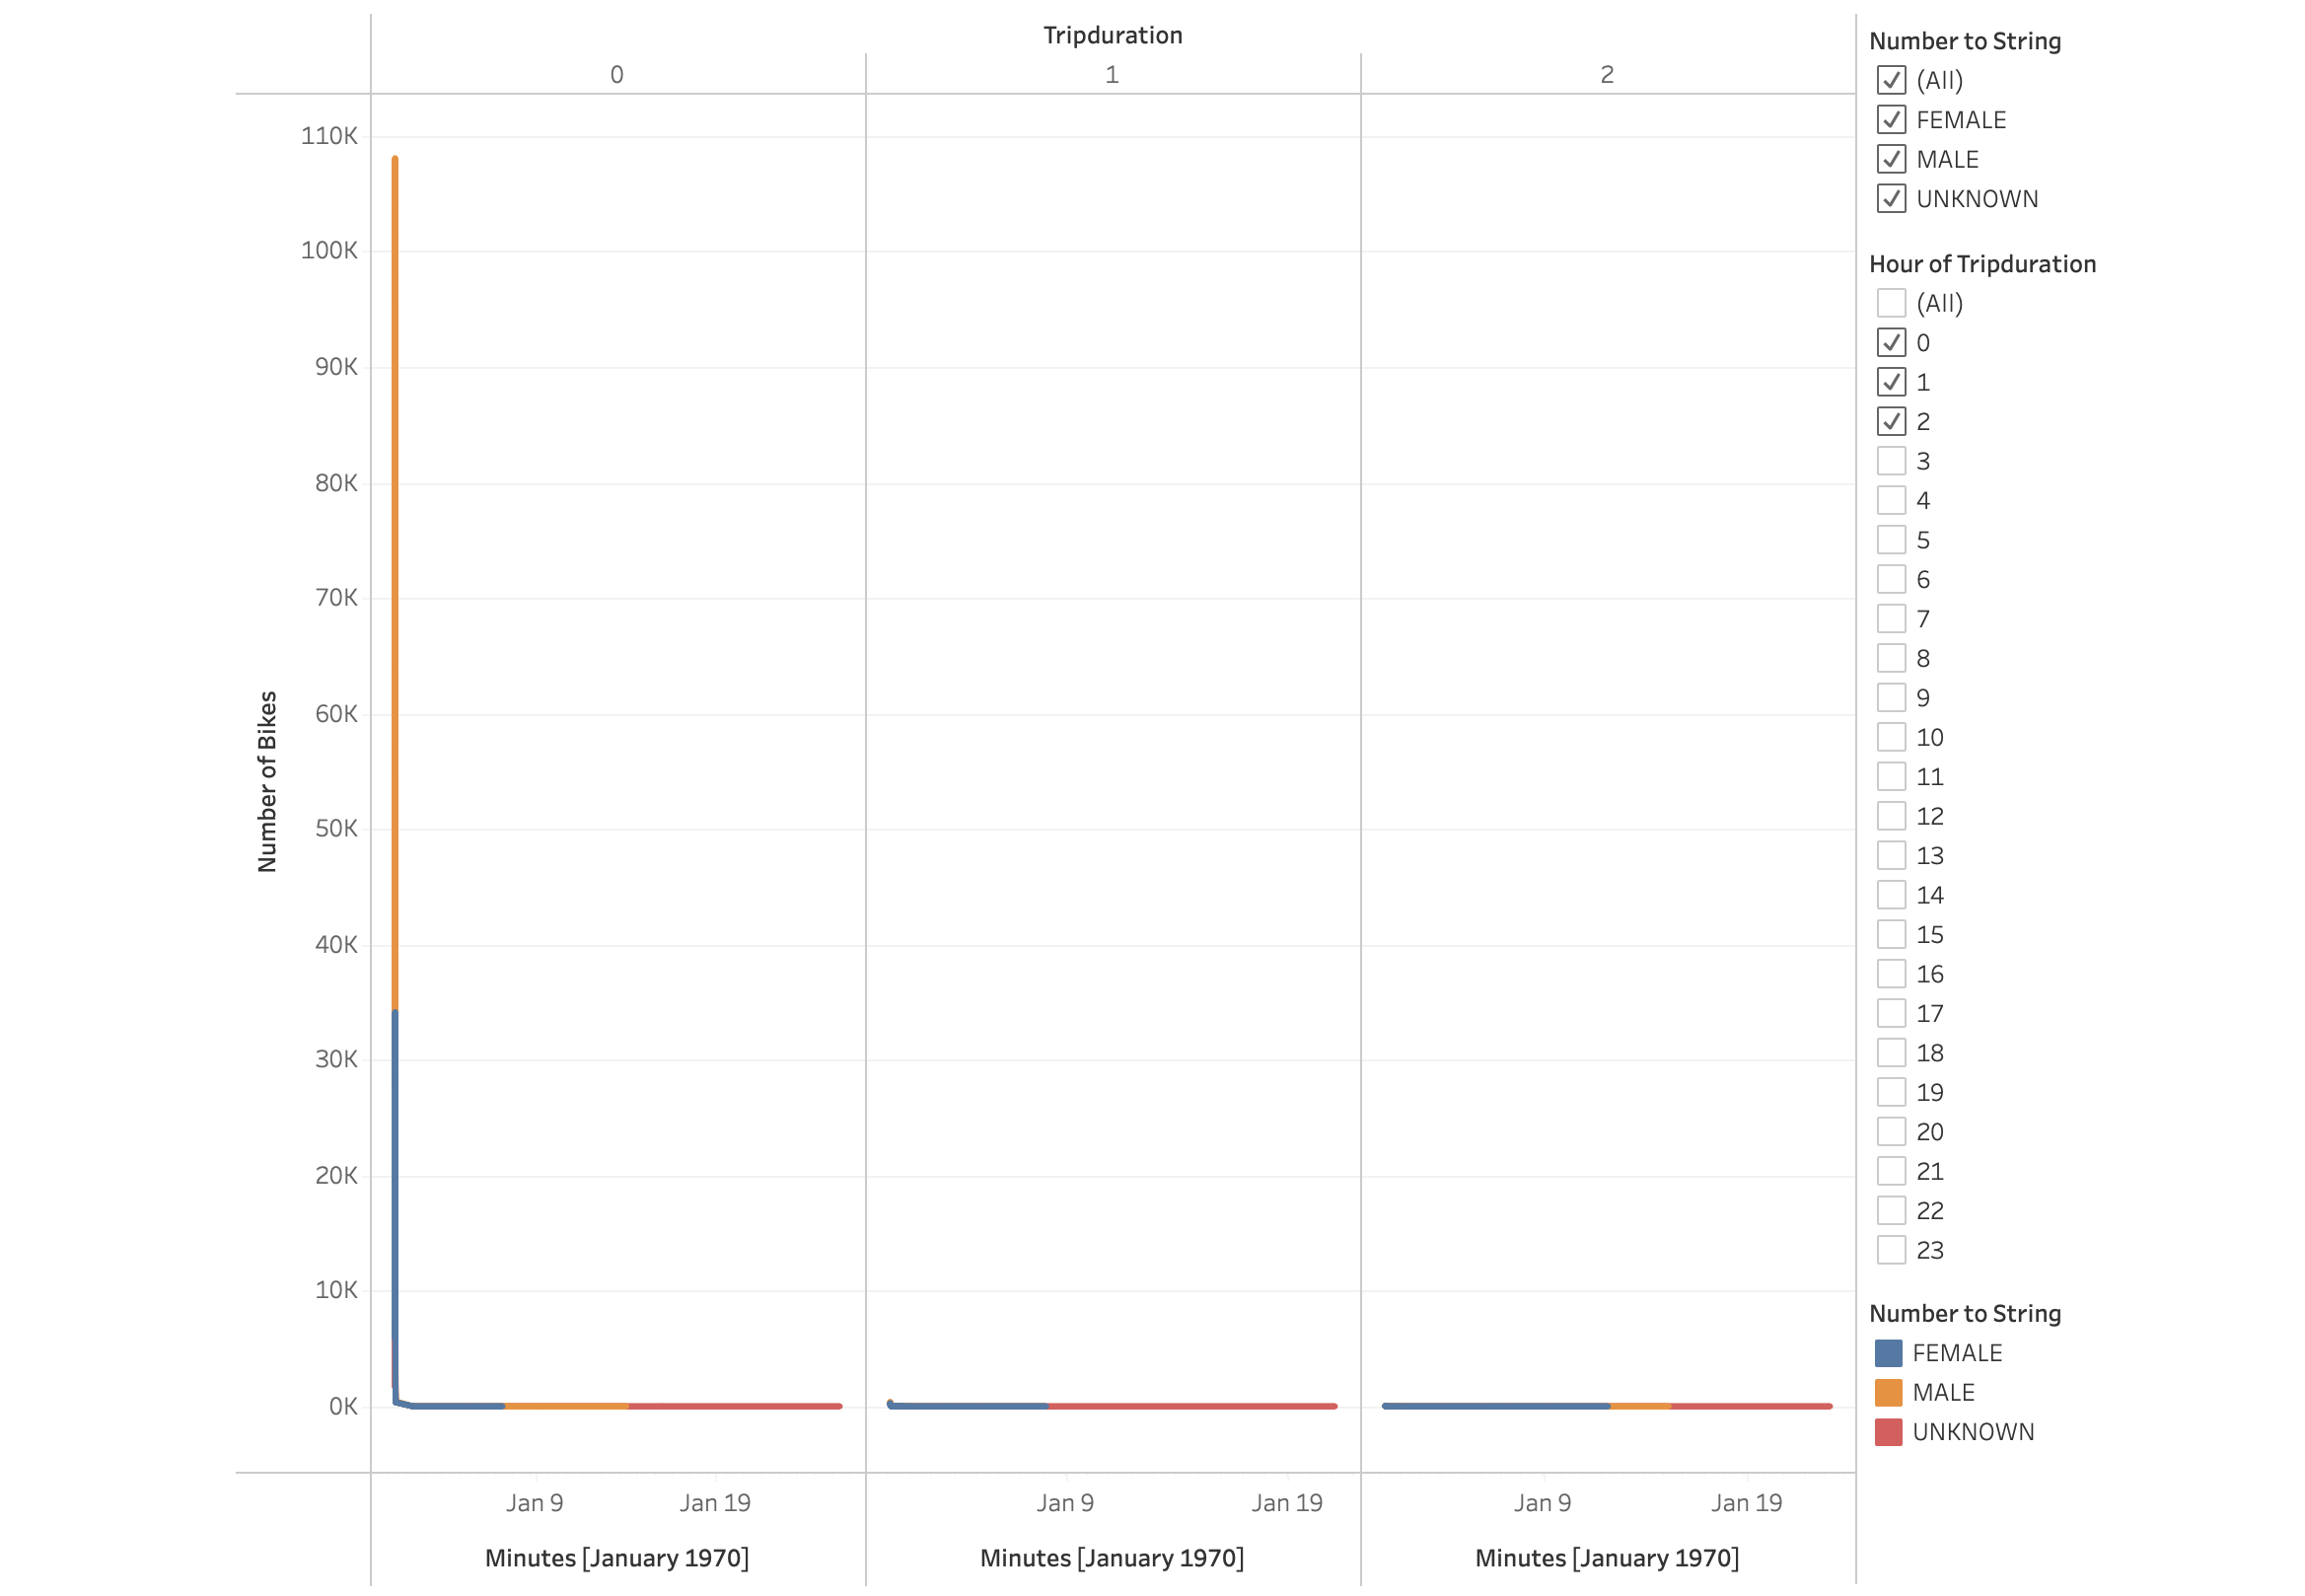 Tripduration
0 1 2
110K
100K
90K
80K
70K
60K
50K
40K
30K
20K
10K
0K
Number of Bikes
Jan 9 Jan 19 Jan 9 Jan 19 Jan 9 Jan 19
Minutes [January 1970] Minutes [January 1970] Minutes [January 1970]
Number to String
(All)
FEMALE
MALE
UNKNOWN
Hour of Tripduration
(All)
0
1
2
3
4
5
6
7
8
9
10
11
12
13
14
15
16
17
18
19
20
21
22
23
Number to String
FEMALE
MALE
UNKNOWN